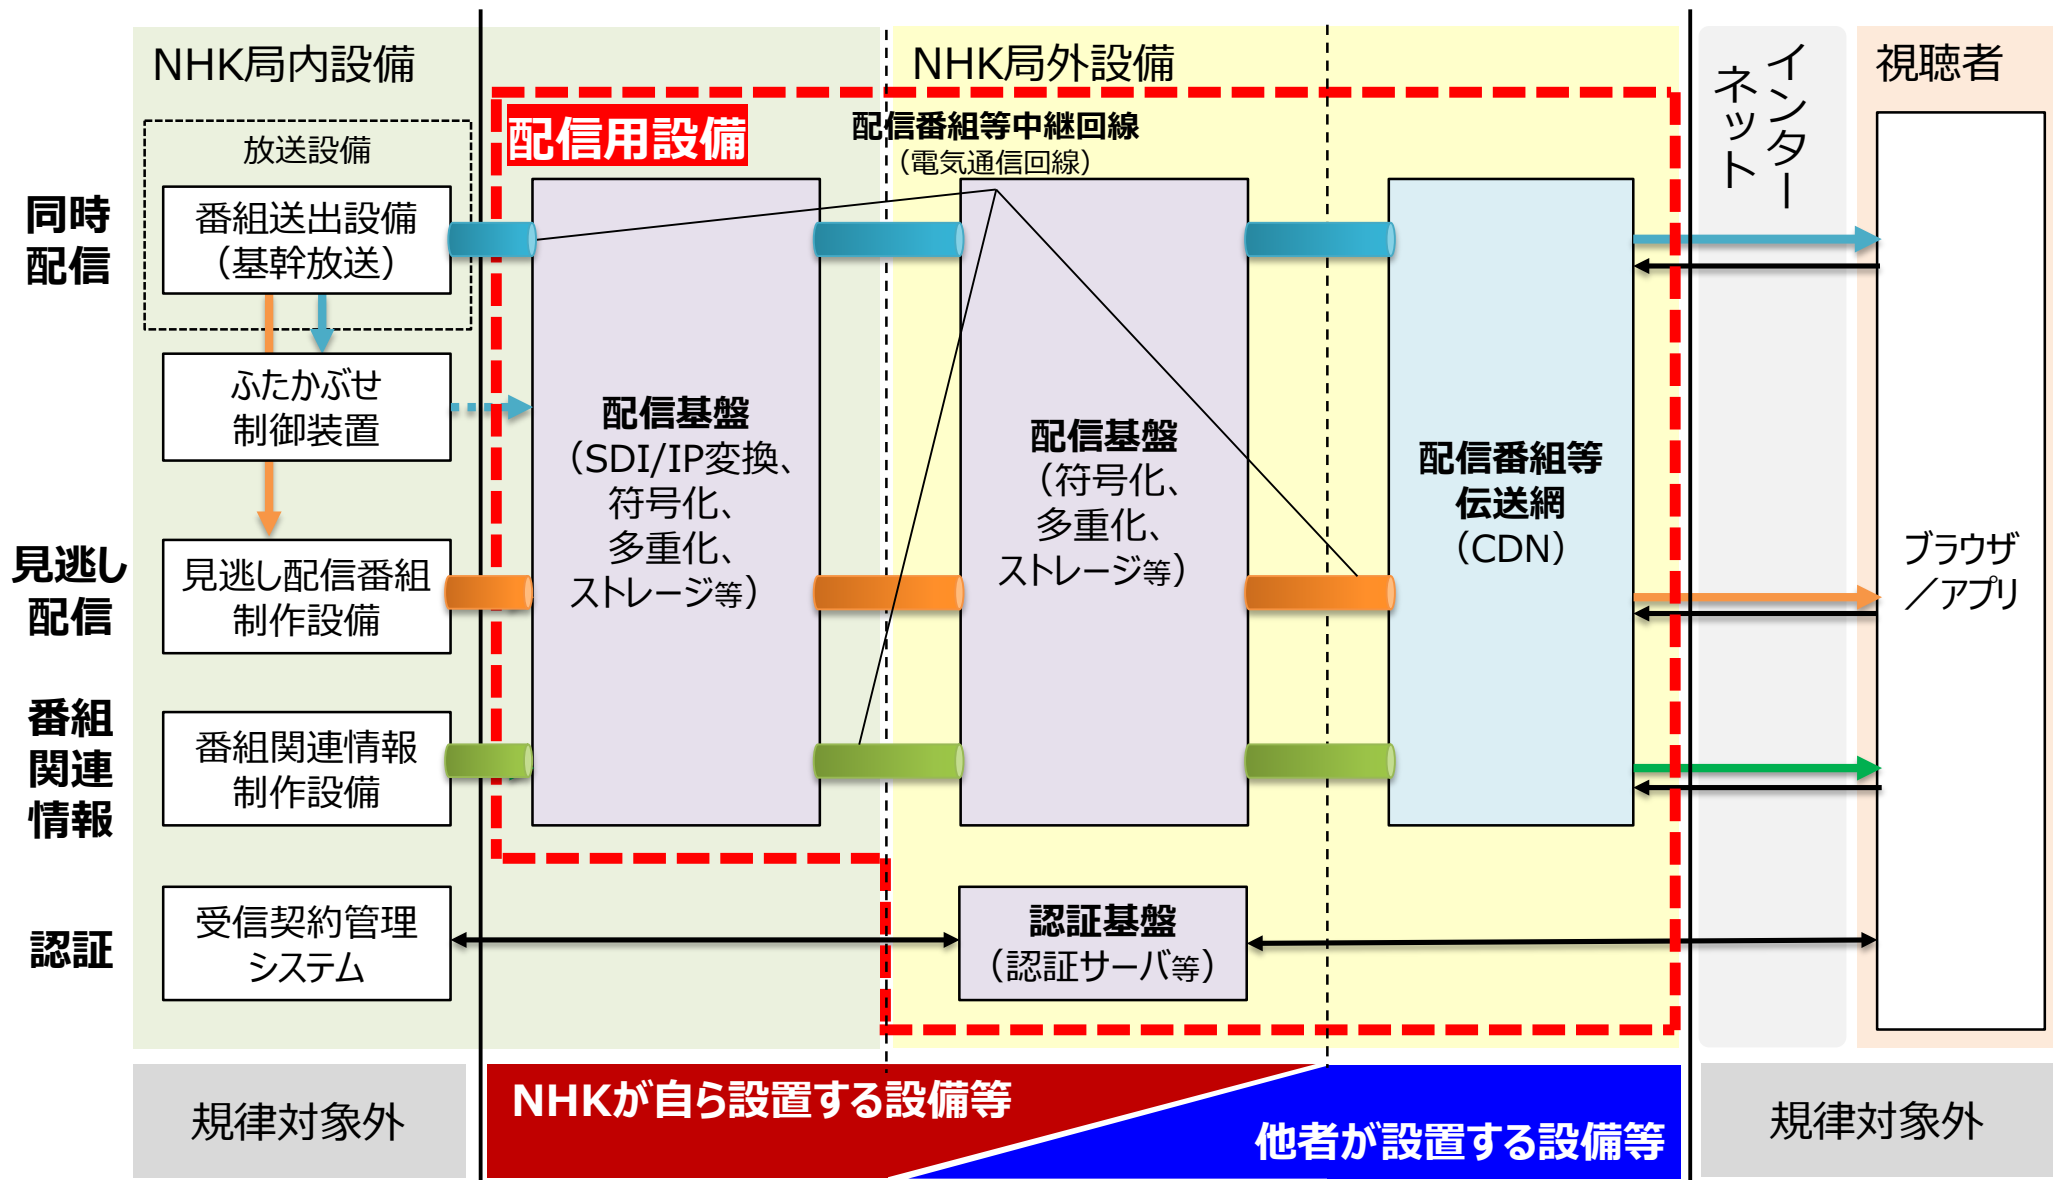 NHK局内設備
NHK局外設備
インター
ネット
視聴者
放送設備
配信用設備
配信番組等中継回線
（電気通信回線）
同時
配信
番組送出設備
（基幹放送）
ふたかぶせ
制御装置
配信基盤
（SDI/IP変換、
符号化、
多重化、
ストレージ等）
配信基盤
（符号化、
多重化、
ストレージ等）
配信番組等
伝送網
（CDN）
ブラウザ
／アプリ
見逃し
配信
見逃し配信番組
制作設備
番組
関連
情報
番組関連情報
制作設備
認証
受信契約管理
システム
認証基盤
（認証サーバ等）
規律対象外
NHKが自ら設置する設備等
他者が設置する設備等
規律対象外